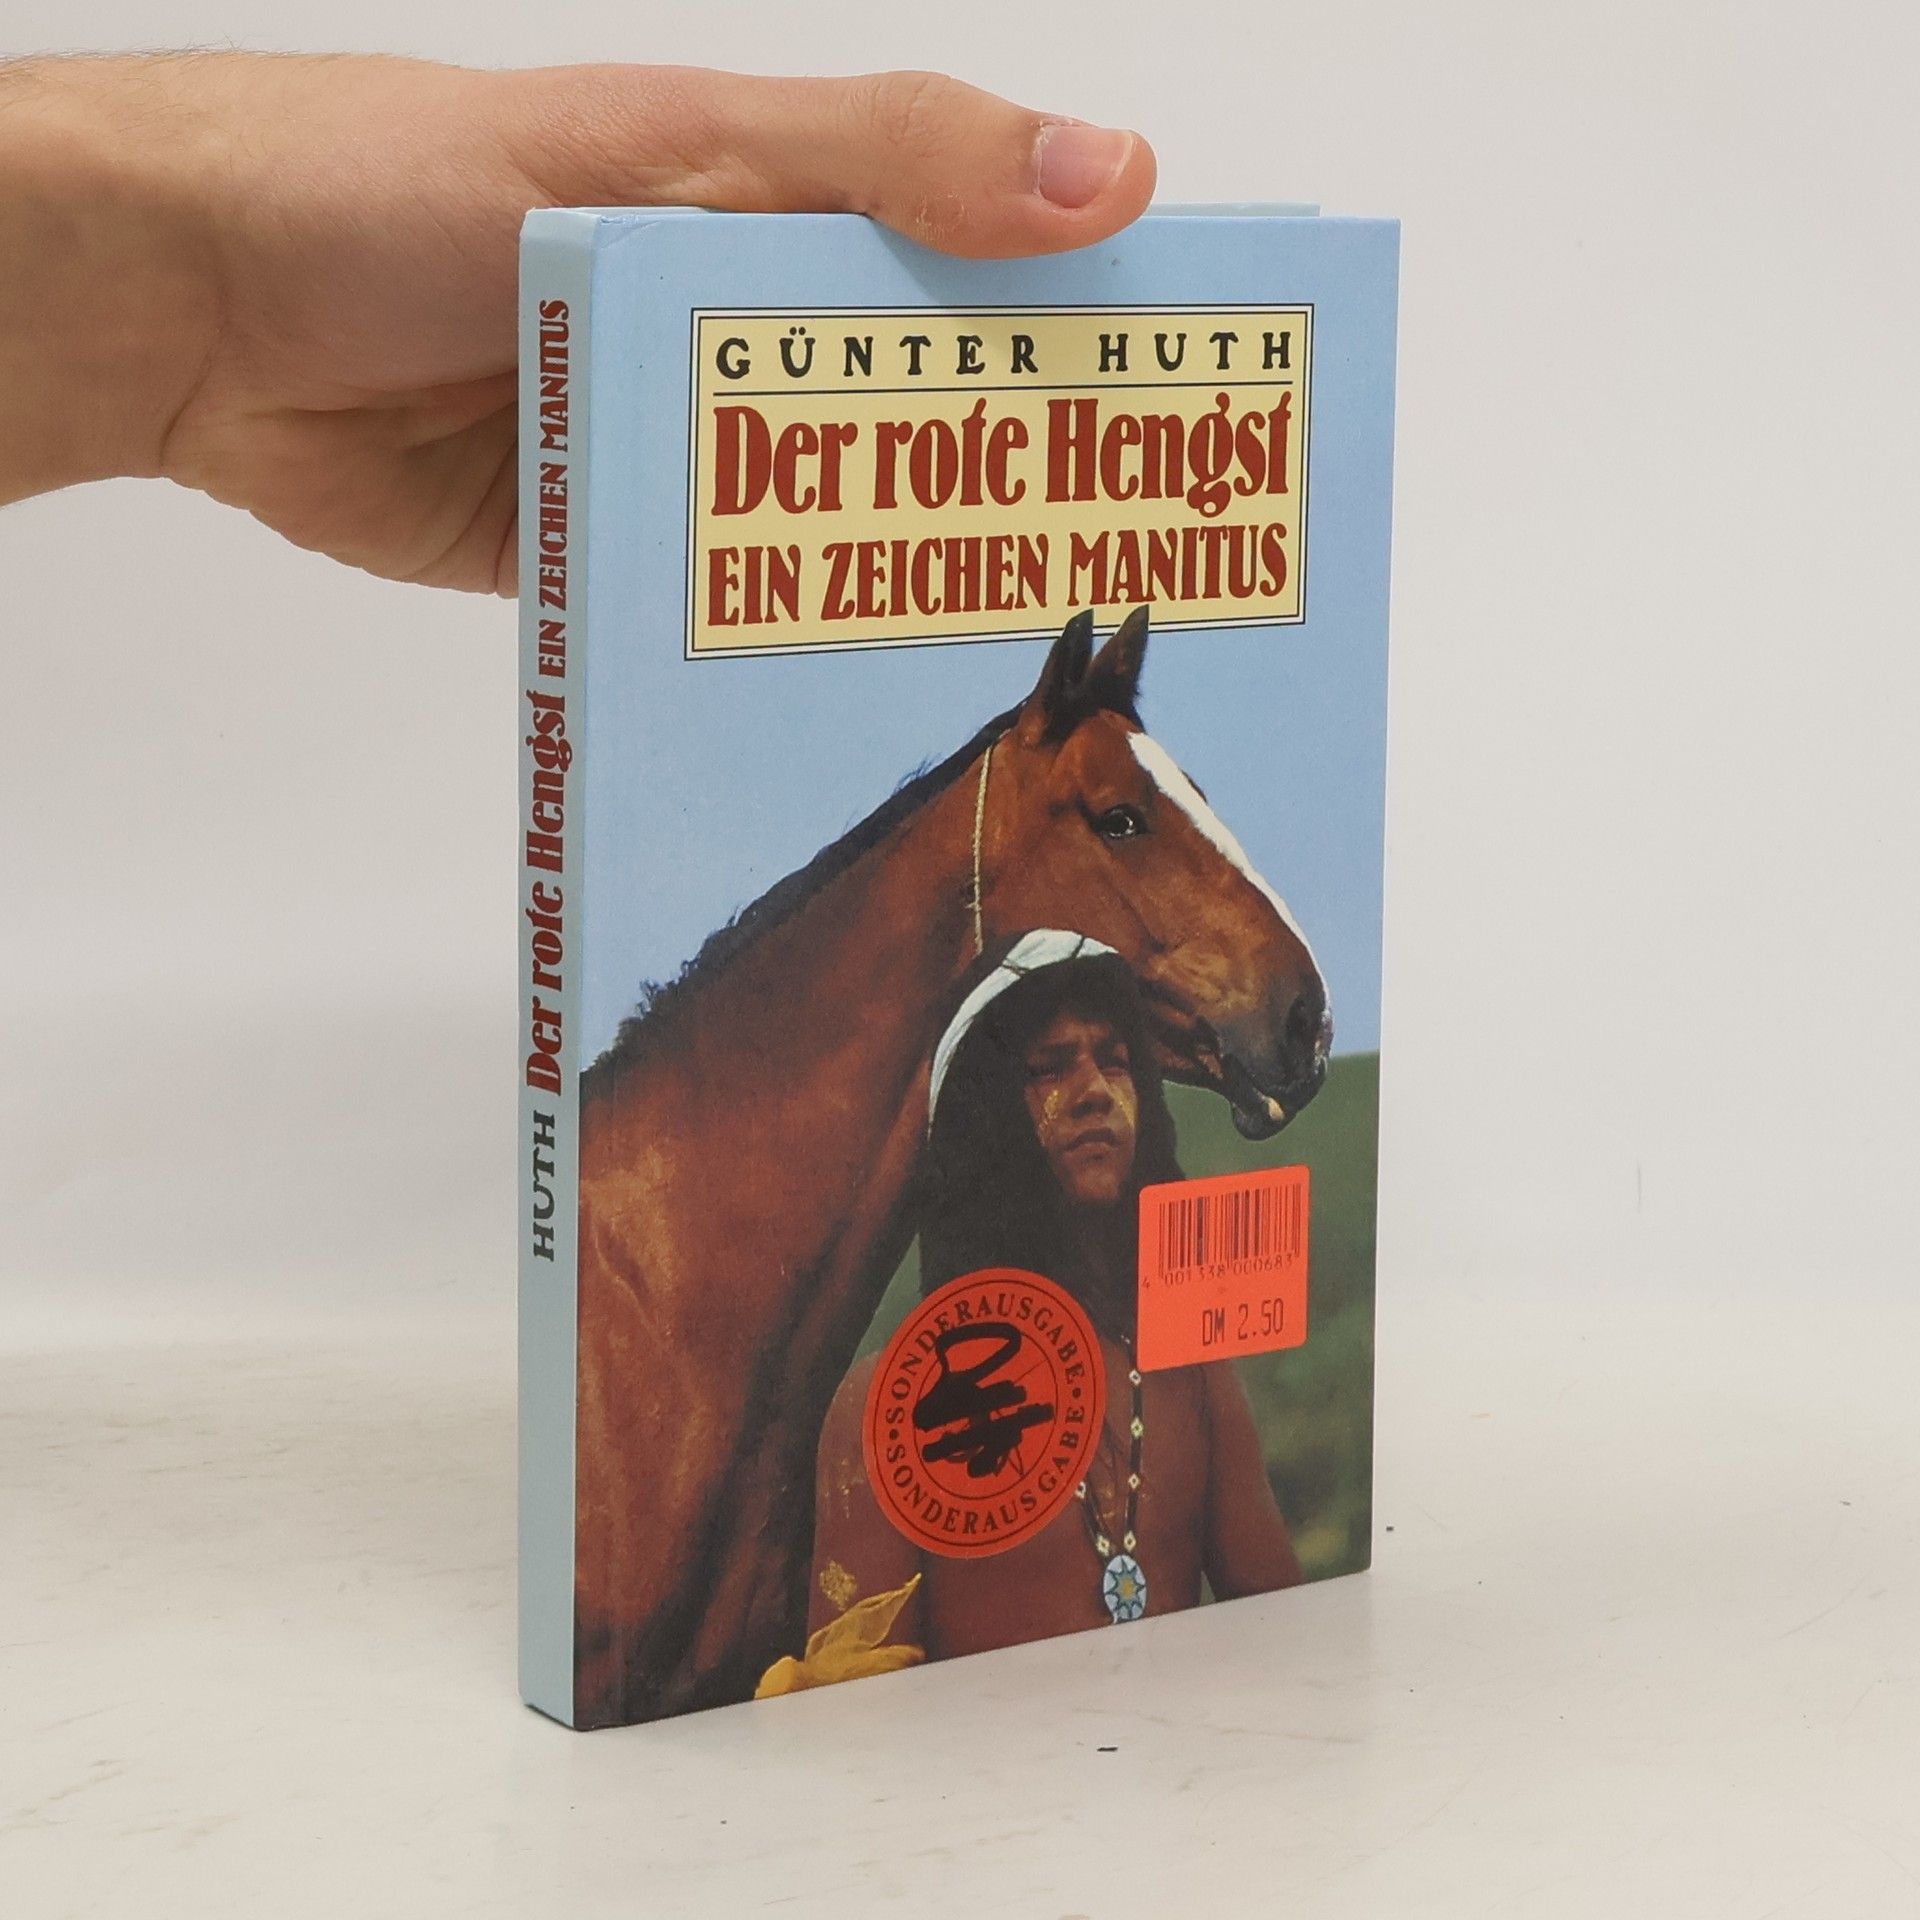 GÜNTER HUTH
Der rote Hengst
EIN ZEICHEN MANITUS
HUTH Der rote Hengst EIN ZEICHEN MANITUS
4 001338 000683
DM 2.50
SONDERAUSGABE • SONDERAUSGABE •